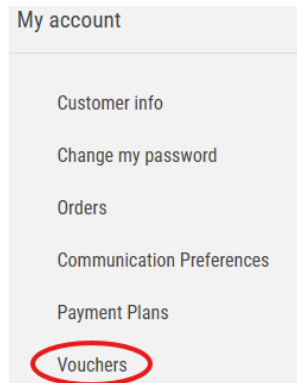 My account
Customer info
Change my password
Orders
Communication Preferences
Payment Plans
Vouchers